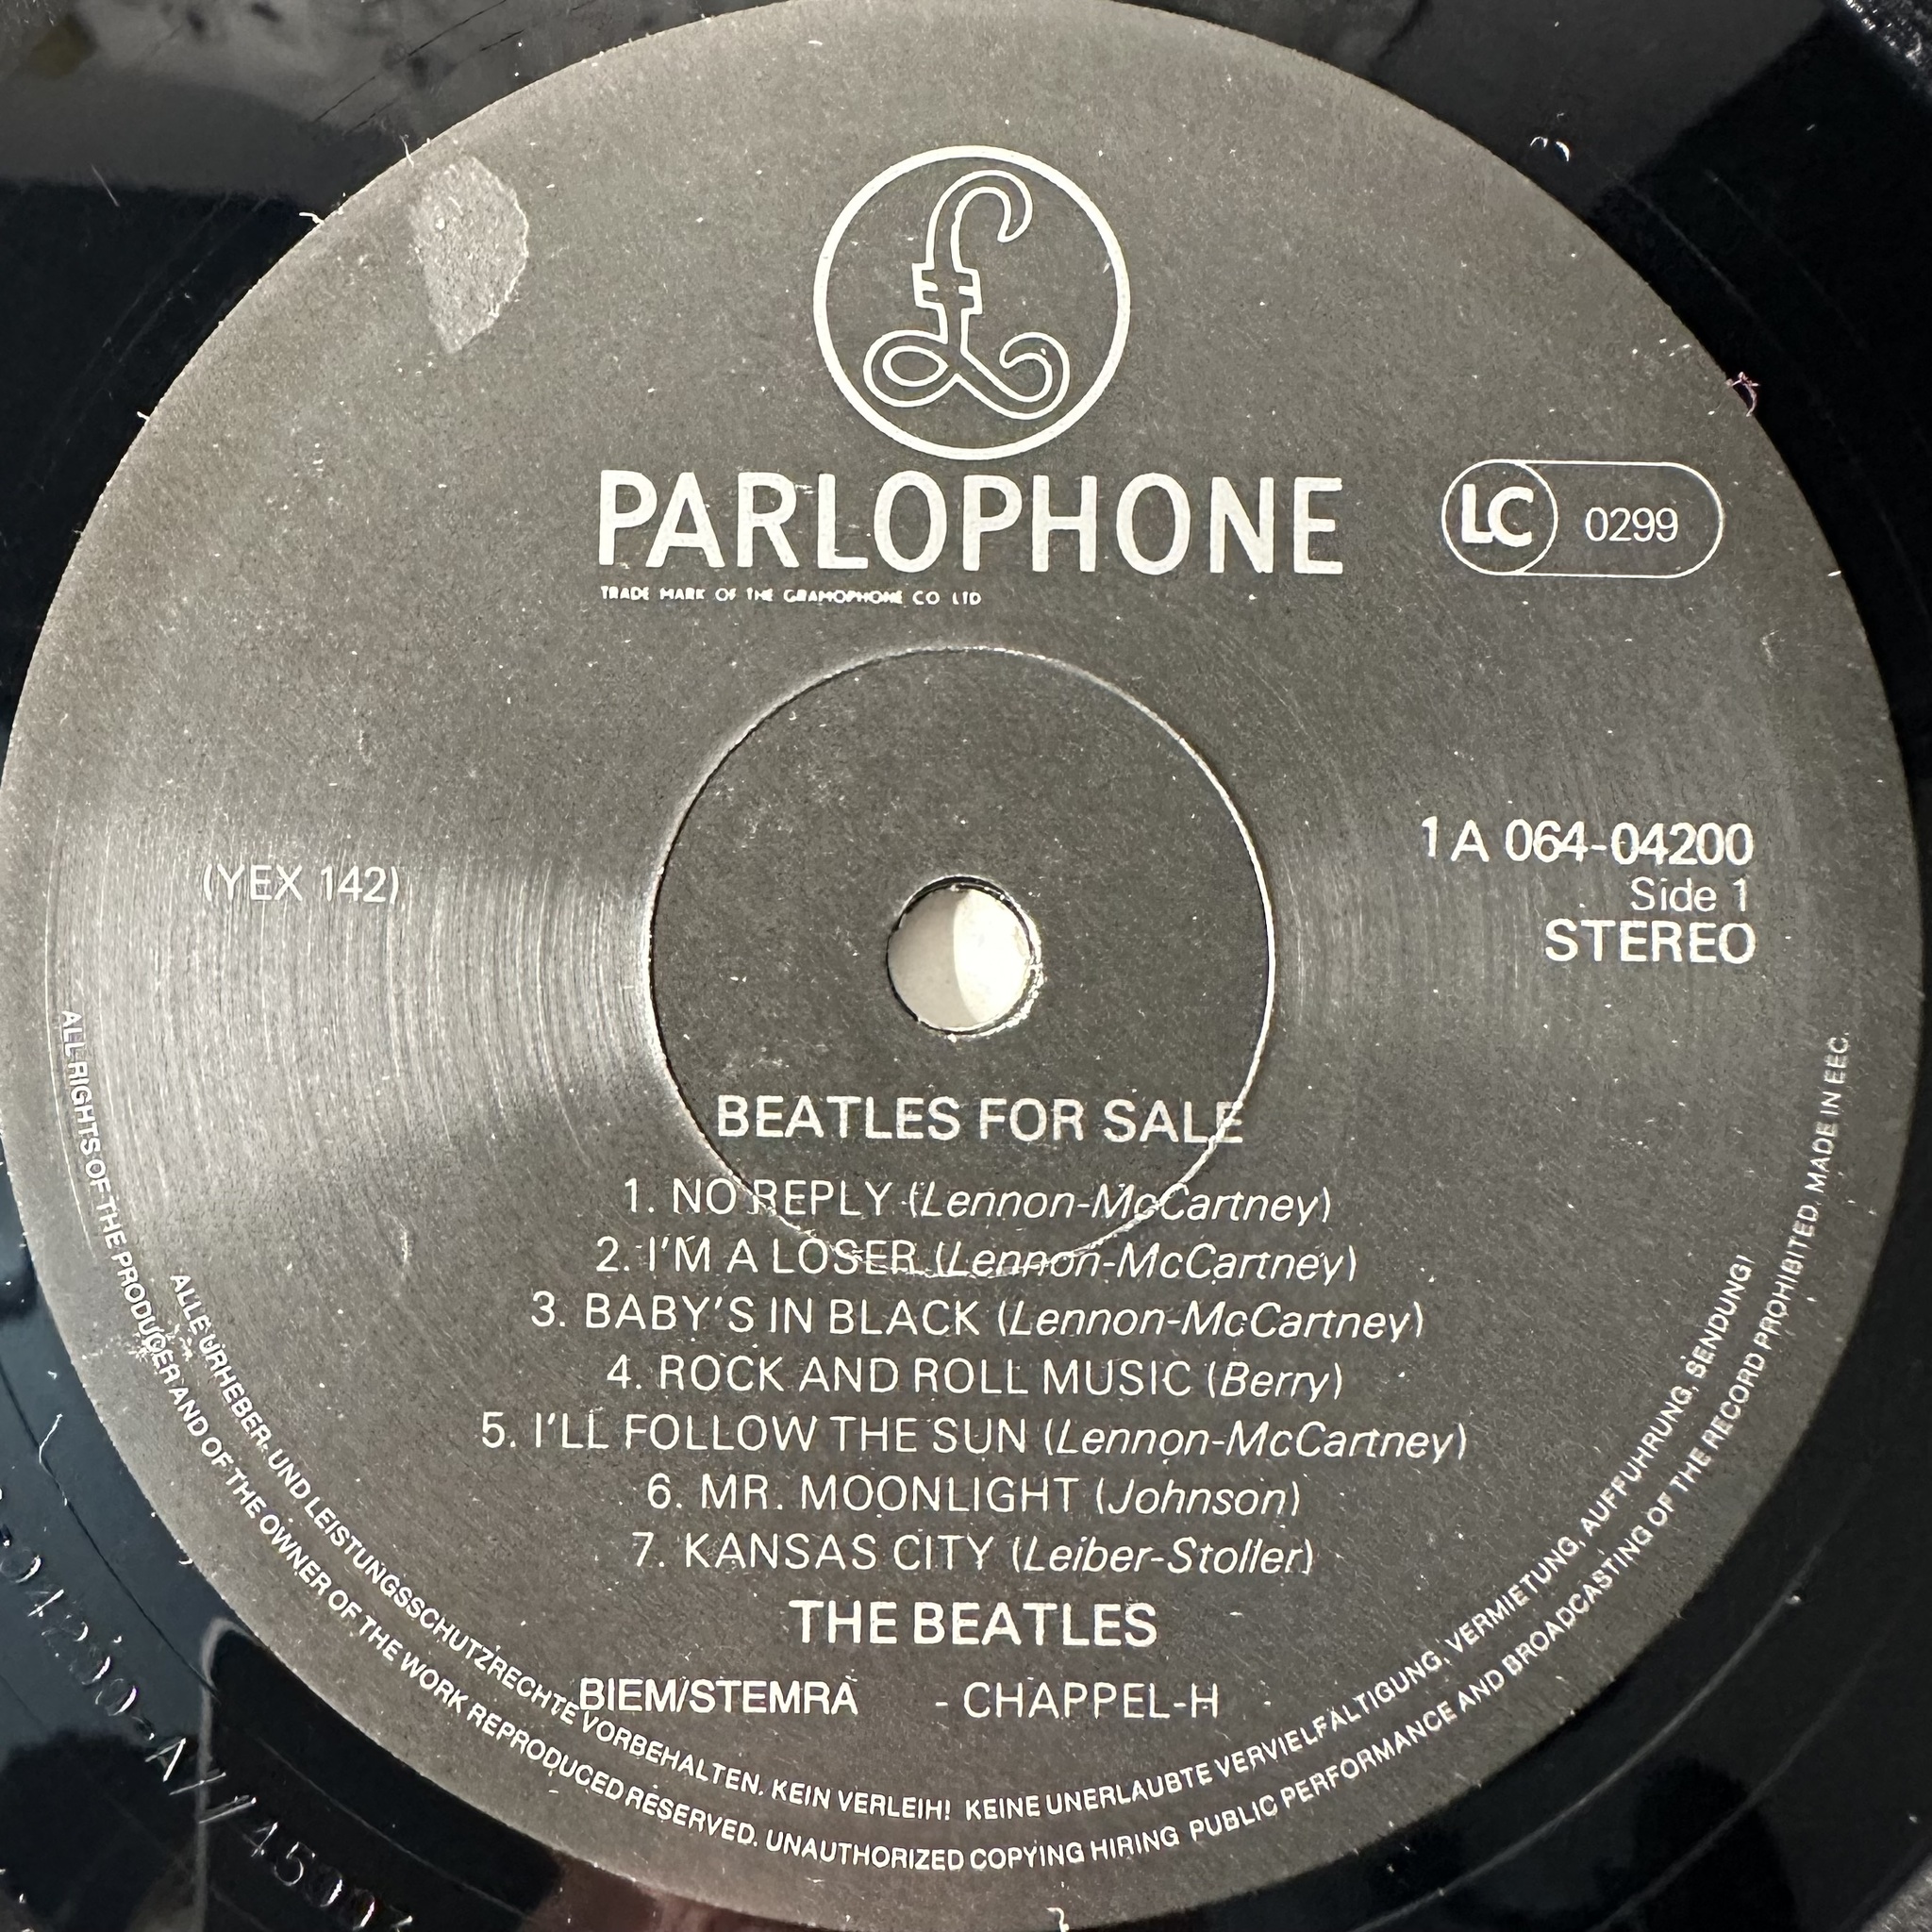 PARLOPHONE
TRADE MARK OF THE GRAMOPHONE CO LTD
LC 0299
(YEX 142)
1A 064-04200
Side 1
STEREO
BEATLES FOR SALE
1. NO REPLY (Lennon-McCartney)
2. I'M A LOSER (Lennon-McCartney)
3. BABY'S IN BLACK (Lennon-McCartney)
4. ROCK AND ROLL MUSIC (Berry)
5. I'LL FOLLOW THE SUN (Lennon-McCartney)
6. MR. MOONLIGHT (Johnson)
7. KANSAS CITY (Leiber-Stoller)
THE BEATLES
BIEM/STEMRA - CHAPPEL-H
ALLE URHEBER- UND LEISTUNGSSCHUTZRECHTE VORBEHALTEN. KEIN VERLEIH! KEINE UNERLAUBTE VERVIELFÄLTIGUNG, VERMIETUNG, AUFFÜHRUNG, SENDUNG!
ALL RIGHTS OF THE PRODUCER AND OF THE OWNER OF THE WORK REPRODUCED RESERVED. UNAUTHORIZED COPYING HIRING PUBLIC PERFORMANCE AND BROADCASTING OF THE RECORD PROHIBITED. MADE IN EEC.